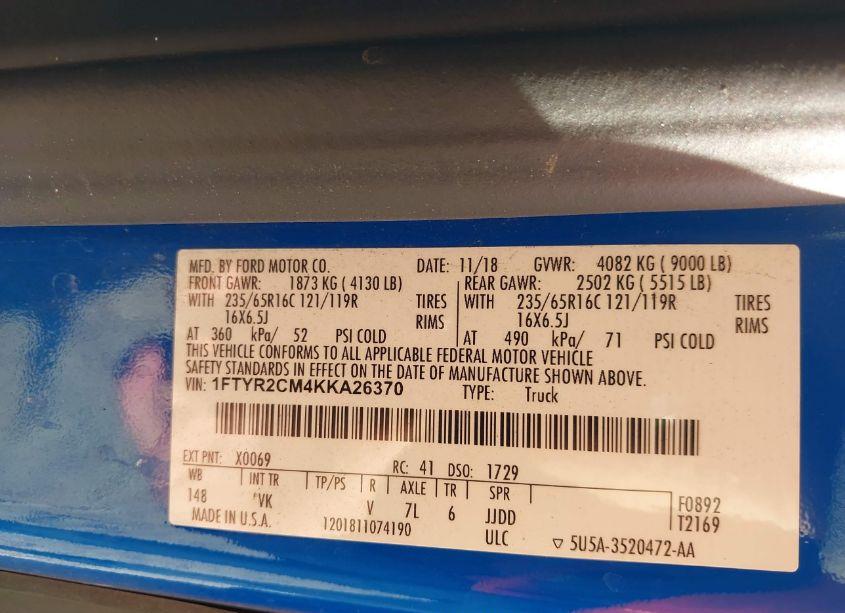 MFD. BY FORD MOTOR CO. DATE: 11/18 GVWR: 4082 KG ( 9000 LB)
FRONT GAWR: 1873 KG ( 4130 LB) REAR GAWR: 2502 KG ( 5515 LB)
WITH 235/65R16C 121/119R TIRES WITH 235/65R16C 121/119R TIRES
16X6.5J RIMS 16X6.5J RIMS
AT 360 kPa/ 52 PSI COLD AT 490 kPa/ 71 PSI COLD
THIS VEHICLE CONFORMS TO ALL APPLICABLE FEDERAL MOTOR VEHICLE
SAFETY STANDARDS IN EFFECT ON THE DATE OF MANUFACTURE SHOWN ABOVE.
VIN: 1FTYR2CM4KKA26370 TYPE: Truck
EXT PNT: X0069 RC: 41 DSO: 1729
WB INT TR TP/PS R AXLE TR SPR F0892
148 *VK V 7L 6 JJDD T2169
MADE IN U.S.A. 1201811074190 ULC ▽ 5U5A-3520472-AA